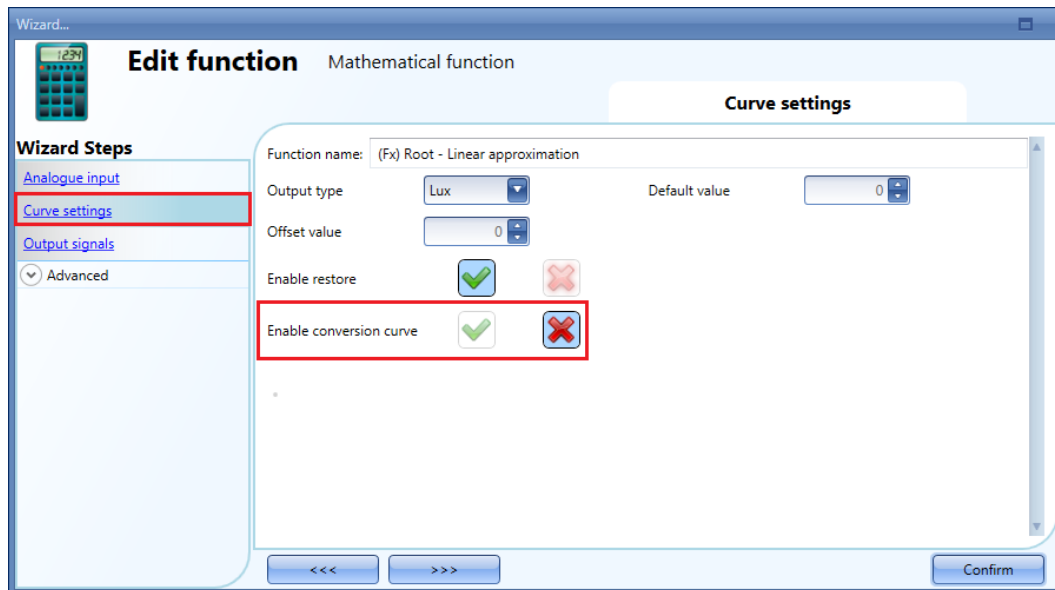 Wizard...
1234
Edit function Mathematical function
Curve settings
Wizard Steps
Analogue input
Curve settings
Output signals
Advanced
Function name: (Fx) Root - Linear approximation
Output type Lux Default value 0
Offset value 0
Enable restore
Enable conversion curve
<<< >>> Confirm